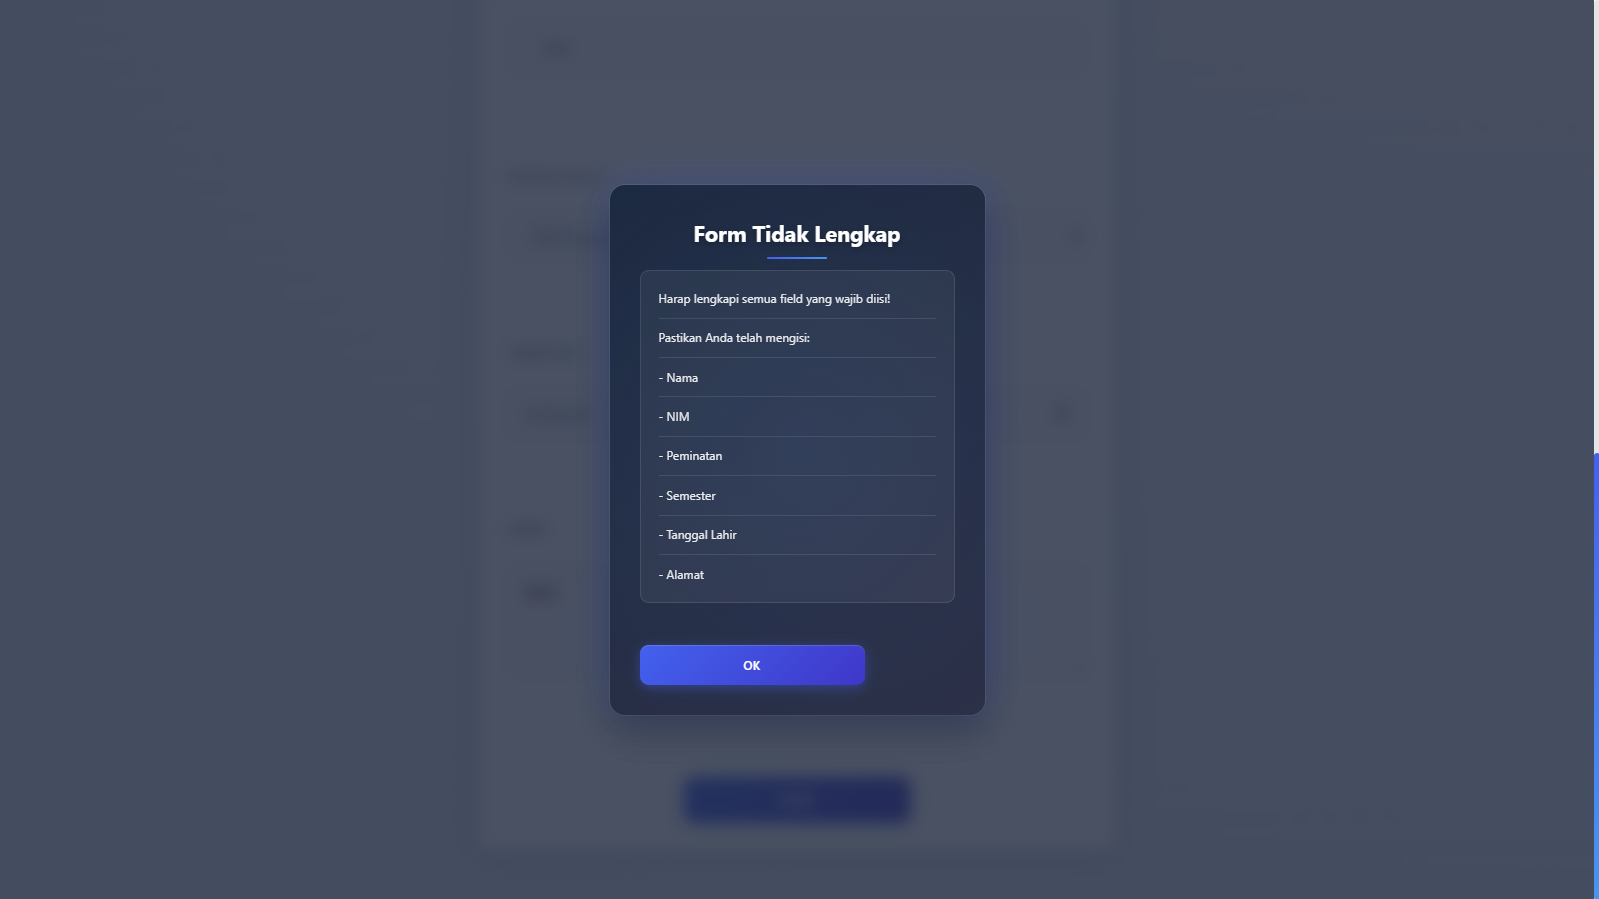 Form Tidak Lengkap
Harap lengkapi semua field yang wajib diisi!
Pastikan Anda telah mengisi:
- Nama
- NIM
- Peminatan
- Semester
- Tanggal Lahir
- Alamat
OK